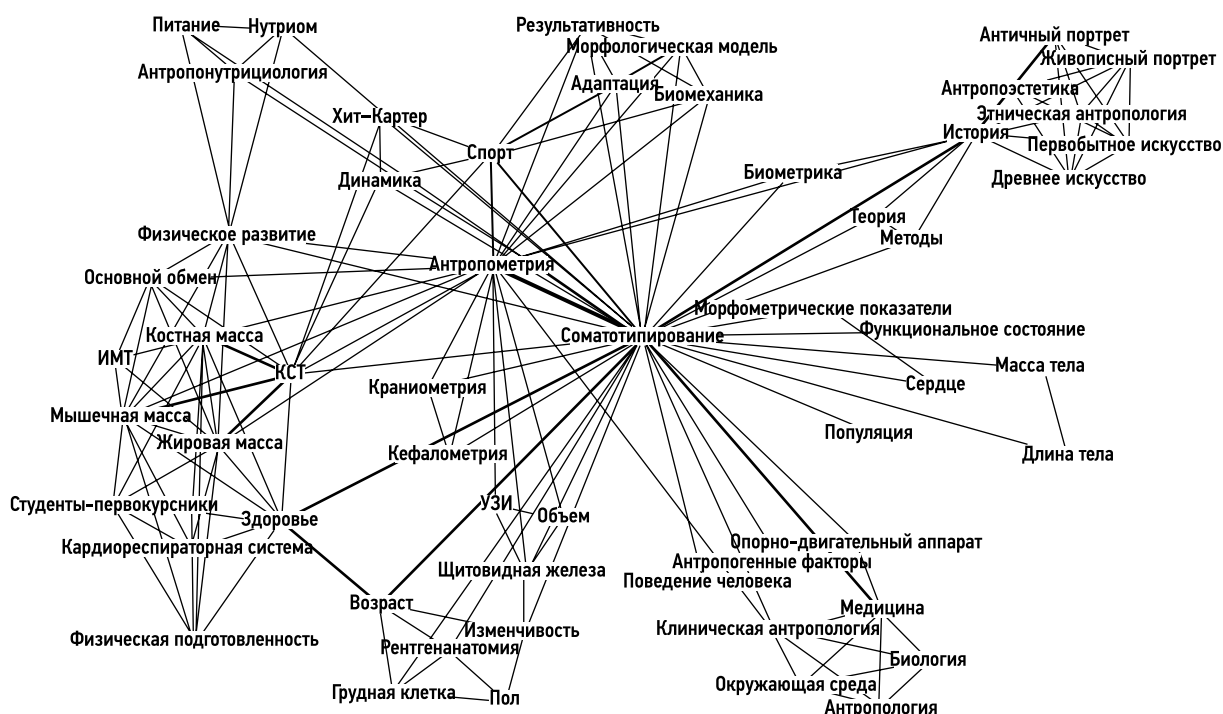 Питание
Нутриом
Результативность
Морфологическая модель
Античный портрет
Живописный портрет
Антропонутрициология
Адаптация
Биомеханика
Антропоэстетика
Этническая антропология
Хит–Картер
История
Первобытное искусство
Спорт
Биометрика
Древнее искусство
Динамика
Теория
Методы
Физическое развитие
Антропометрия
Основной обмен
Морфометрические показатели
Функциональное состояние
Костная масса
Соматотипирование
ИМТ
КСТ
Масса тела
Сердце
Краниометрия
Мышечная масса
Жировая масса
Популяция
Кефалометрия
Длина тела
Студенты–первокурсники
УЗИ
Объем
Здоровье
Опорно–двигательный аппарат
Кардиореспираторная система
Антропогенные факторы
Щитовидная железа
Поведение человека
Возраст
Медицина
Изменчивость
Клиническая антропология
Физическая подготовленность
Рентгенанатомия
Биология
Грудная клетка
Пол
Окружающая среда
Антропология